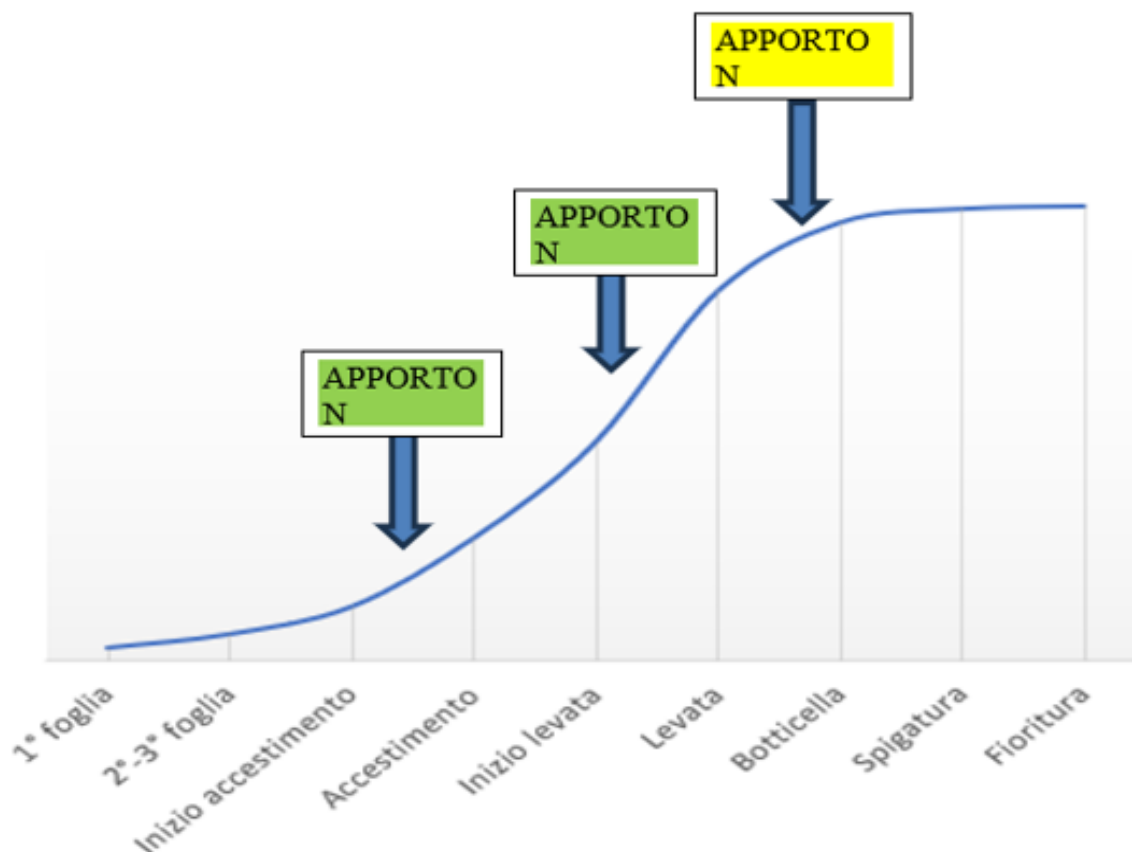 APPORTO
N
APPORTO
N
APPORTO
N
1° foglia
2°-3° foglia
Inizio accestimento
Accestimento
Inizio levata
Levata
Botticella
Spigatura
Fioritura